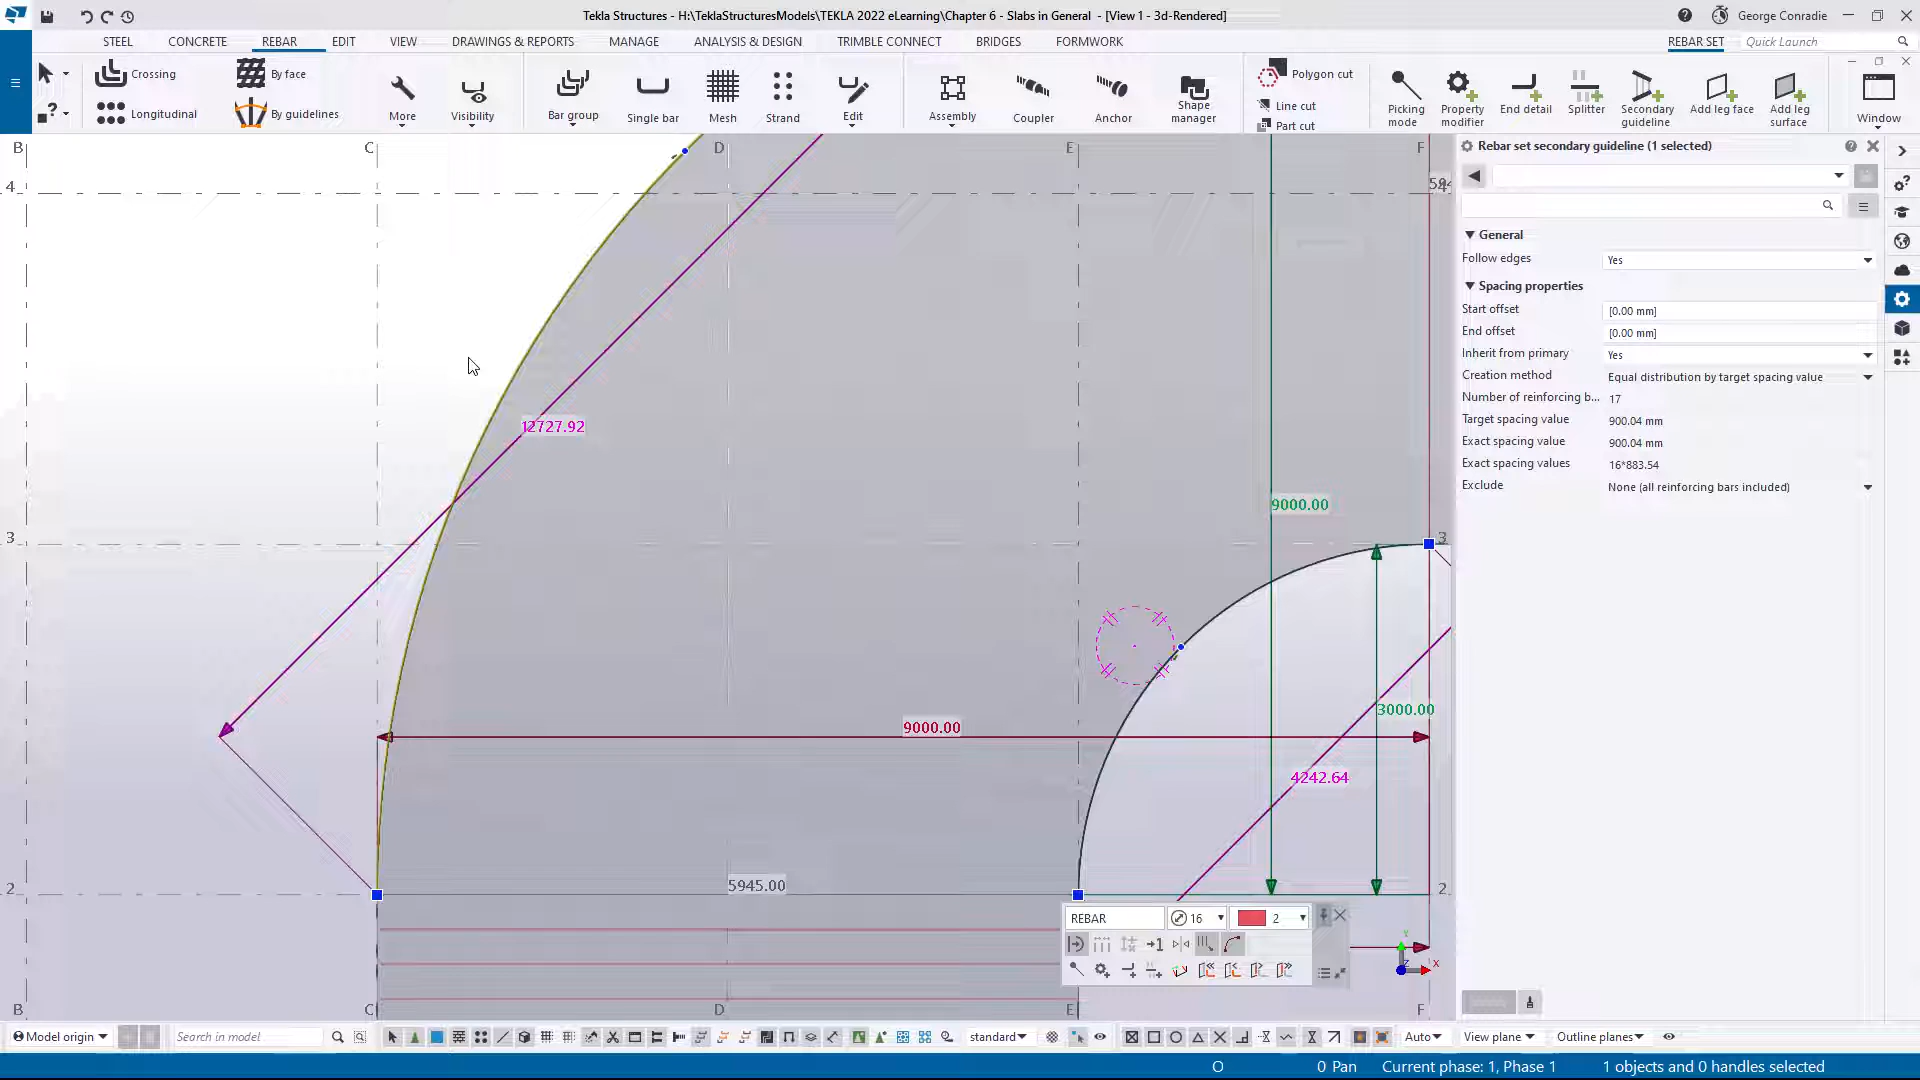 Tekla Structures - H:\TeklaStructuresModels\TEKLA 2022 eLearning\Chapter 6 - Slabs in General - [View 1 - 3d-Rendered]
George Conradie
STEEL CONCRETE REBAR EDIT VIEW DRAWINGS & REPORTS MANAGE ANALYSIS & DESIGN TRIMBLE CONNECT BRIDGES FORMWORK
REBAR SET
Quick Launch
Crossing
Longitudinal
By face
By guidelines
More
Visibility
Bar group
Single bar
Mesh
Strand
Edit
Assembly
Coupler
Anchor
Shape manager
Polygon cut
Line cut
Part cut
Picking mode
Property modifier
End detail
Splitter
Secondary guideline
Add leg face
Add leg surface
Window
B C D E F
4
3
2
12727.92
9000.00
9000.00
3000.00
4242.64
5945.00
3
2
B C D E F
REBAR
16
2
Y
Z
X
Rebar set secondary guideline (1 selected)
General
Follow edges Yes
Spacing properties
Start offset [0.00 mm]
End offset [0.00 mm]
Inherit from primary Yes
Creation method Equal distribution by target spacing value
Number of reinforcing b... 17
Target spacing value 900.04 mm
Exact spacing value 900.04 mm
Exact spacing values 16*883.54
Exclude None (all reinforcing bars included)
Model origin
Search in model
standard
Auto
View plane
Outline planes
O
0 Pan
Current phase: 1, Phase 1
1 objects and 0 handles selected